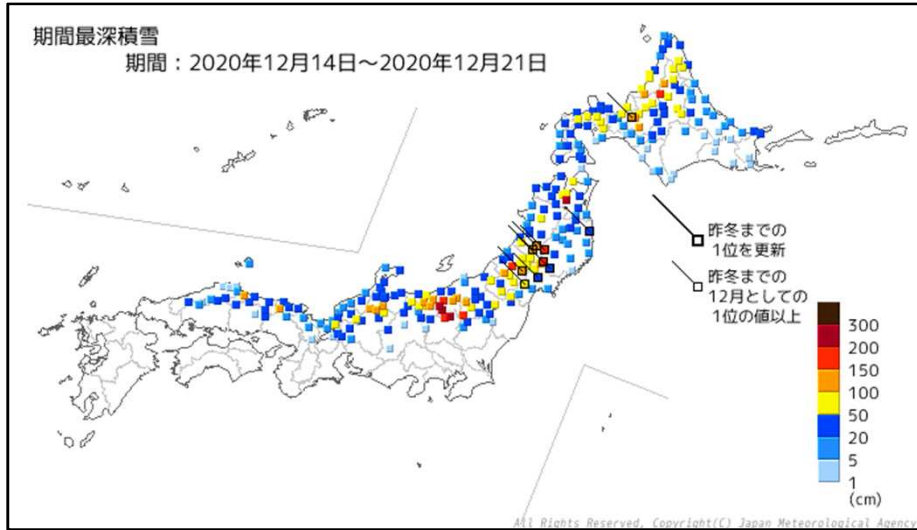 期間最深積雪
期間：2020年12月14日～2020年12月21日
昨冬までの
1位を更新
昨冬までの
12月としての
1位の値以上
300
200
150
100
50
20
5
1
(cm)
All Rights Reserved, Copyright(C) Japan Meteorological Agency